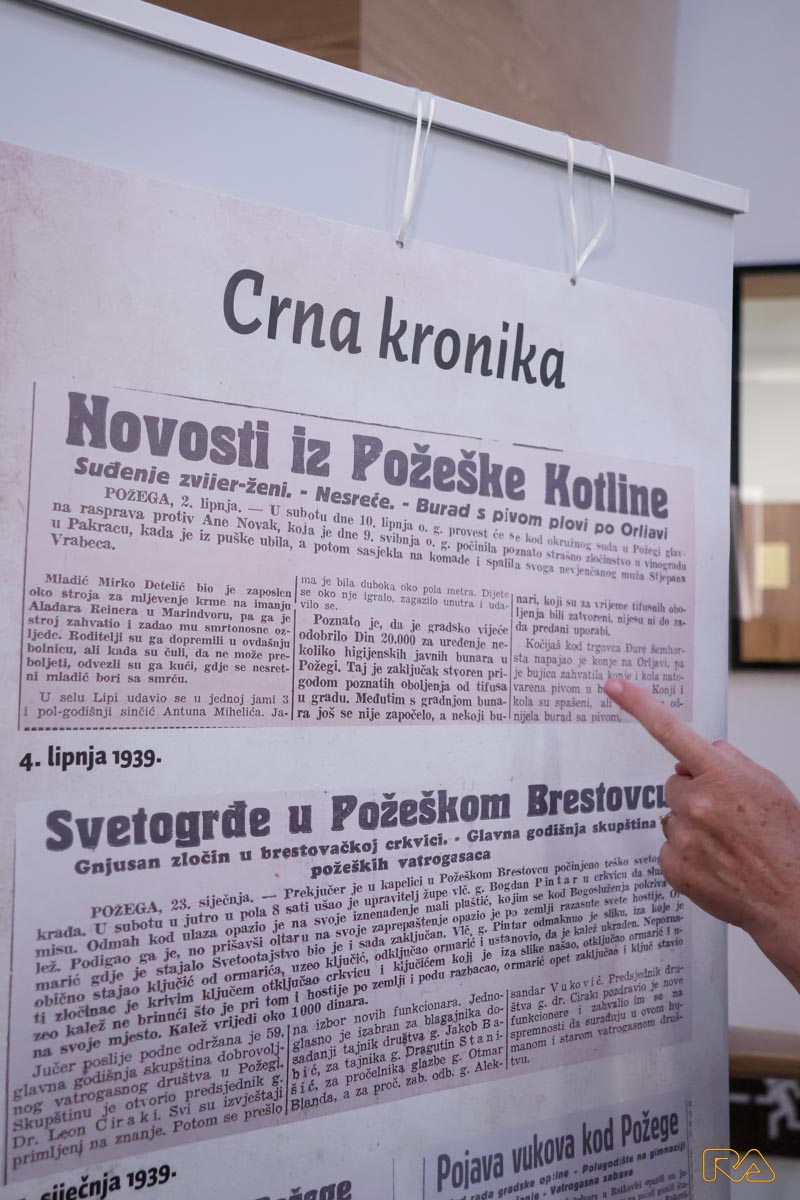 Crna kronika
Novosti iz Požeške Kotline
Suđenje zvijer-ženi. - Nesreće. - Burad s pivom plovi po Orljavi
POŽEGA, 2. lipnja. — U subotu dne 10. lipnja o. g. provest će se kod okružnog suda u Požegi glav-
na rasprava protiv Ane Novak, koja je dne 9. svibnja o. g. počinila poznato strašno zločinstvo u vinogradu
u Pakracu, kada je iz puške ubila, a potom sasjekla na komade i spalila svoga nevjenčanog muža Stjepana
Vrabeca.
Mladić Mirko Detelić bio je zaposlen
oko stroja za mljevenje krme na imanju
Aladara Reinera u Marindvoru, pa ga je
stroj zahvatio i zadao mu smrtonosne oz-
ljede. Roditelji su ga dopremili u ovdašnju
bolnicu, ali kada su čuli, da ne može pre-
boljeti, odvezli su ga kući, gdje se nesret-
ni mladić bori sa smrću.
U selu Lipi udavio se u jednoj jami 3
i pol-godišnji sinčić Antuna Mihelića. Ja-
ma je bila duboka oko pola metra. Dijete
se oko nje igralo, zagazilo unutra i uda-
vilo se.
Poznato je, da je gradsko vijeće
odobrilo Din 20.000 za uređenje ne-
koliko higijenskih javnih bunara u
Požegi. Taj je zaključak stvoren pri-
godom poznatih oboljenja od tifusa
u gradu. Međutim s gradnjom buna-
ra još se nije započelo, a nekoji bu-
nari, koji su za vrijeme tifusnih obo-
ljenja bili zatvoreni, nijesu ni do sa-
da predani uporabi.
Kočijaš kod trgovca Đure Šemhor-
sta napajao je konje na Orljavi, pa
je bujica zahvatila konje i kola nato-
varena pivom u Konji i
kola su spašeni, ali od-
nijela burad sa pivom.
4. lipnja 1939.
Svetogrđe u Požeškom Brestovcu
Gnjusan zločin u brestovačkoj crkvici. - Glavna godišnja skupština
požeških vatrogasaca
POŽEGA, 23. siječnja. — Prekjučer je u kapelici u Požeškom Brestovcu počinjeno teško svetog
krađa. U subotu u jutro u pola 8 sati ušao je upravitelj župe vlč. g. Bogdan Pintar u crkvicu da slu
misu. Odmah kod ulaza opazio je na svoje iznenađenje mali plaštić, kojim se kod Bogosluženja pokriva
lež. Podigao ga je, no prišavši oltaru na svoje zaprepaštenje opazio je po zemlji razasute svete hostije. Or
marić gdje je stajalo Svetootajstvo bio je i sada zaključan. Vlč. g. Pintar odmaknuo je sliku, iza koje je
obično stajao ključić od ormarića, uzeo ključić, odključao ormarić i ustanovio, da je kalež ukraden. Nepozna-
ti zločinac je krivim ključem otključao crkvicu i ključićem koji je iza slike našao, otključao ormarić i u-
zeo kalež ne brinući što je pri tom i hostije po zemlji i podu razbacao, ormarić opet zaključao i ključ stavio
na svoje mjesto. Kalež vrijedi oko 1000 dinara.
Jučer poslije podne održana je 59.
glavna godišnja skupština dobrovolj-
nog vatrogasnog društva u Požegi.
Skupštinu je otvorio predsjednik g.
Dr. Leon Ćiraki. Svi su izvještaji
primljeni na znanje. Potom se prešlo
na izbor novih funkcionara. Jedno-
glasno je izabran za blagajnika do-
sadanji tajnik društva g. Jakob Ba-
bić, za tajnika g. Dragutin Stani-
šić, za pročelnika glazbe g. Otmar
Blanda, a za proč. zab. odb. g. Alek-
sandar Vuković. Predsjednik dru-
štva g. dr. Ciraki pozdravio je nove
funkcionere i zahvalio im se na
spremnosti da surađuju u ovom hu-
manom i starom vatrogasnom druš-
tvu.
siječnja 1939.
Požege
Pojava vukova kod Požege
rada gradske općine - Polugodište na gimnaziji
- Vatrogasna zabava
RA